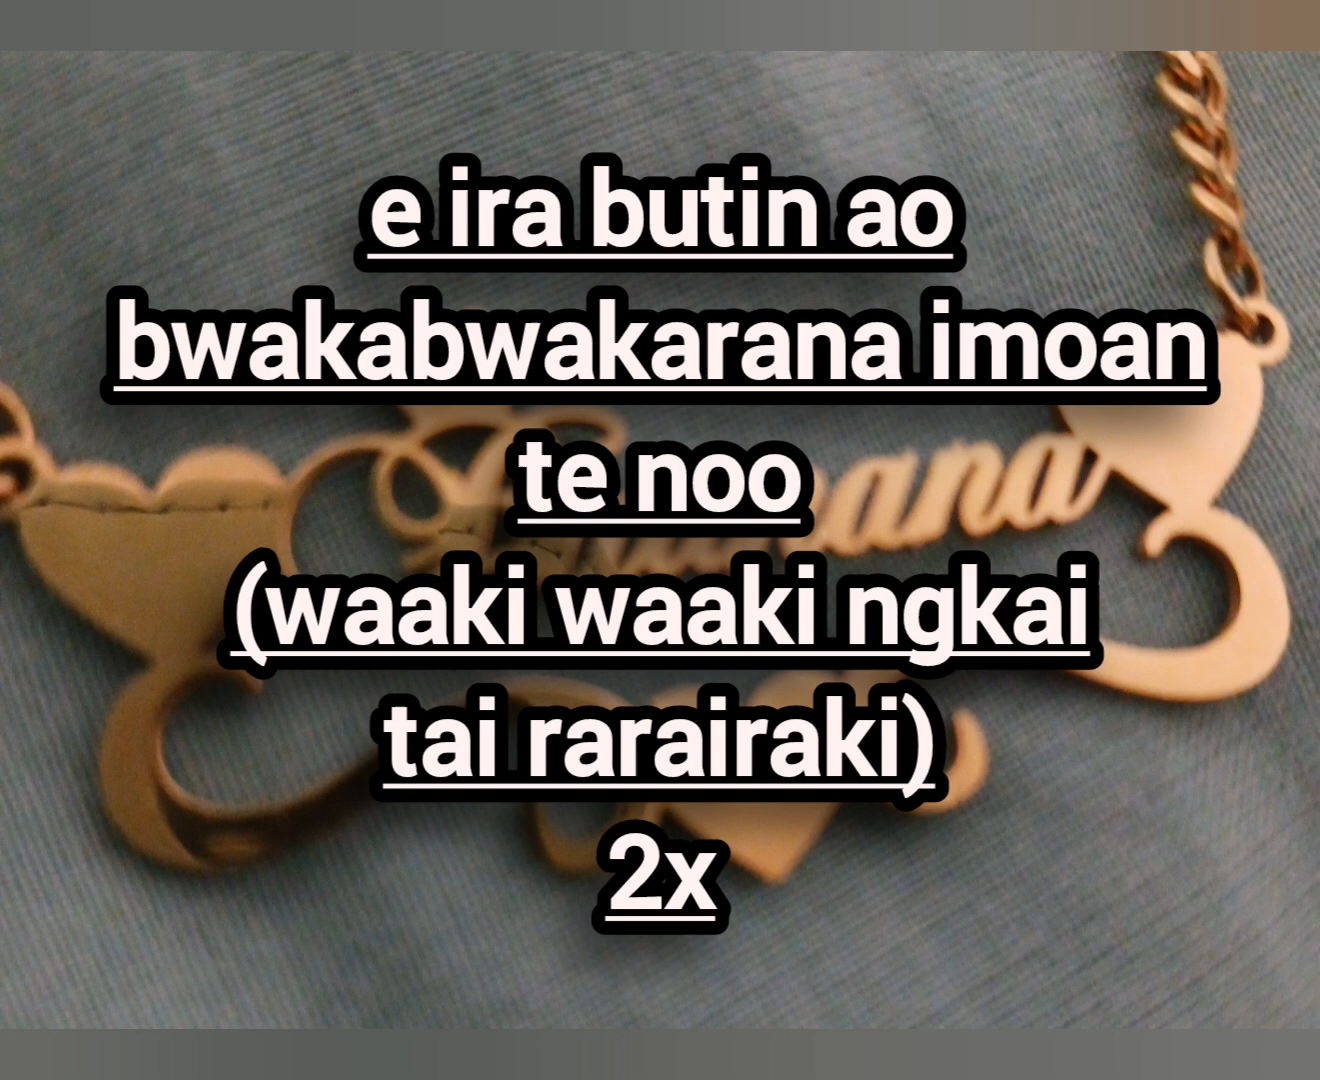 e ira butin ao
bwakabwakarana imoan
te noo
(waaki waaki ngkai
tai rarairaki)
2x